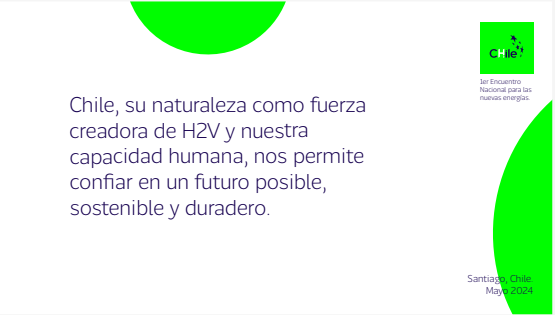 CHile
1er Encuentro
Nacional para las
nuevas energías.
Chile, su naturaleza como fuerza
creadora de H2V y nuestra
capacidad humana, nos permite
confiar en un futuro posible,
sostenible y duradero.
Santiago, Chile.
Mayo 2024